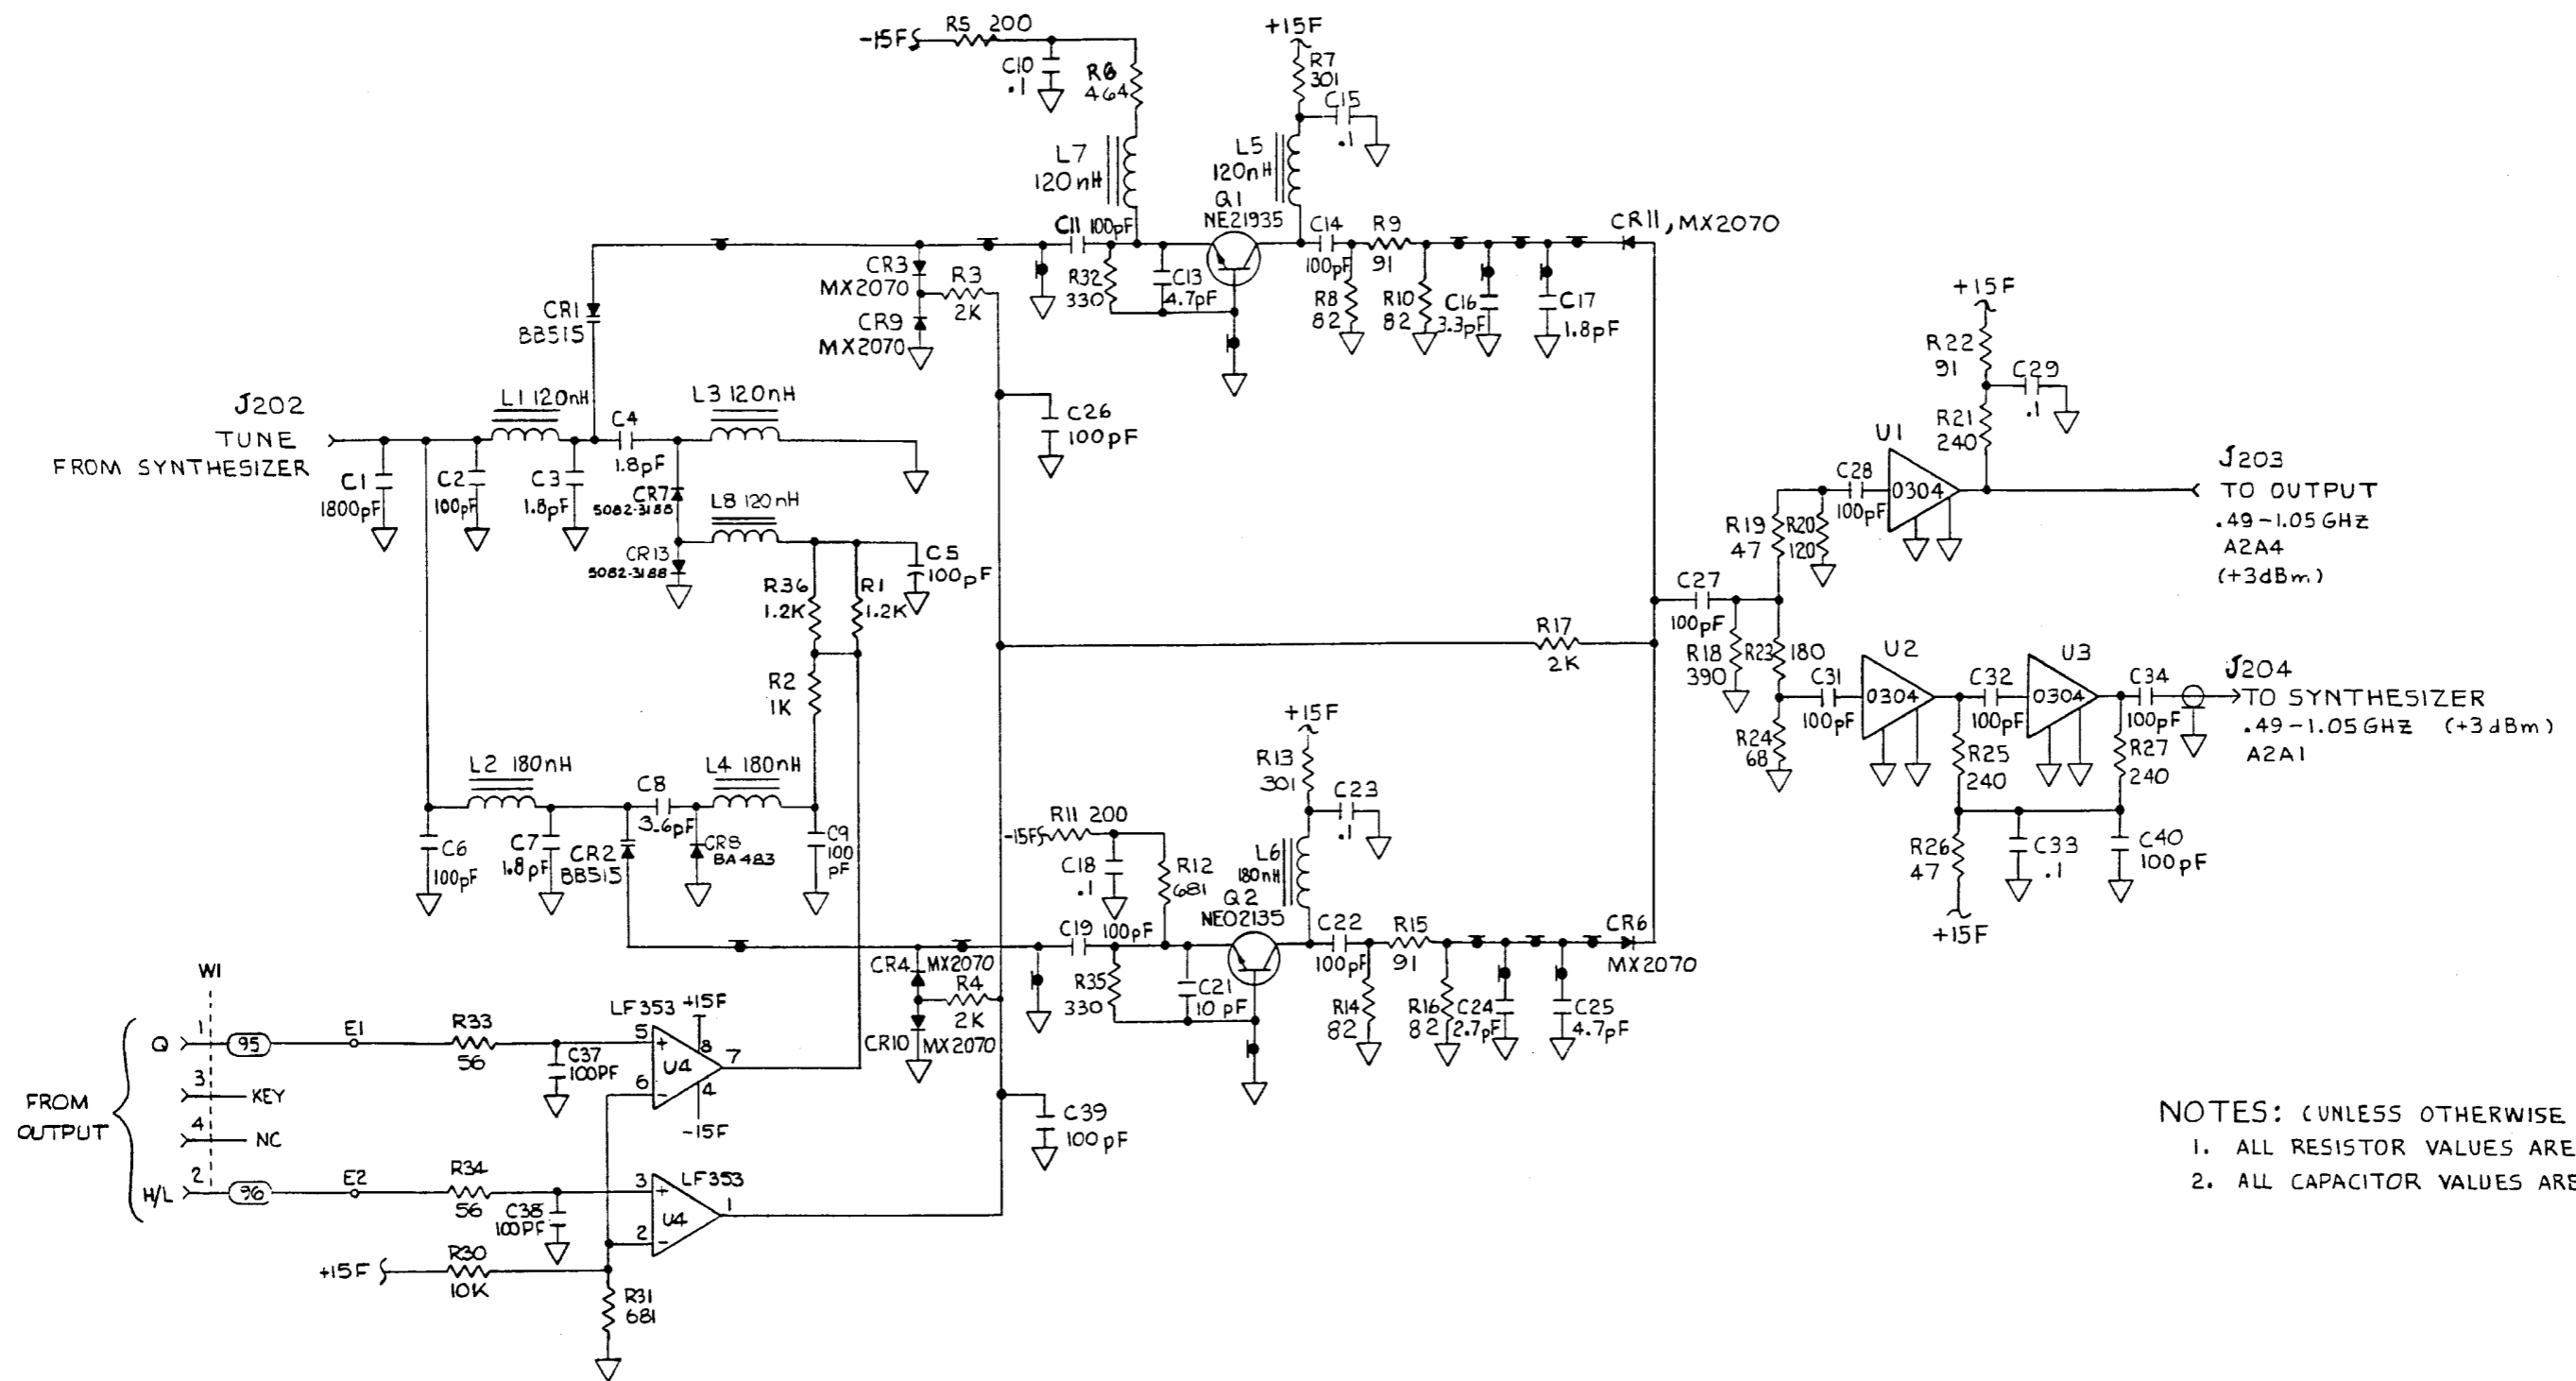 -15F
R5 200
C10
.1
R6
464
L7
120nH
+15F
R7
301
C15
.1
L5
120nH
Q1
NE21935
C11 100pF
R32
330
C13
4.7pF
C14
100pF
R9
91
R8
82
R10
82
C16
3.3pF
C17
1.8pF
CR11, MX2070
CR3
MX2070
R3
2K
CR9
MX2070
CR1
BB515
J202
TUNE
FROM SYNTHESIZER
C1
1800pF
C2
100pF
L1 120nH
C3
1.8pF
C4
1.8pF
L3 120nH
CR7
5082-3188
L8 120nH
CR13
5082-3188
C5
100pF
R36
1.2K
R1
1.2K
R2
1K
C26
100pF
R17
2K
+15F
R22
91
C29
.1
R21
240
U1
0304
C28
100pF
R19
47
R20
120
J203
TO OUTPUT
.49-1.05 GHZ
A2A4
(+3dBm)
C27
100pF
R18
390
R23
180
R24
68
C31
100pF
U2
0304
C32
100pF
U3
0304
C34
100pF
J204
TO SYNTHESIZER
.49-1.05GHZ (+3dBm)
A2A1
R25
240
R27
240
R26
47
+15F
C33
.1
C40
100pF
L2 180nH
C6
100pF
C7
1.8pF
C8
3.6pF
L4 180nH
CR2
BB515
CR8
BA483
C9
100
pF
-15F
R11 200
C18
.1
R12
681
+15F
R13
301
C23
.1
L6
180nH
Q2
NE02135
C19
100pF
R35
330
C21
10 pF
C22
100pF
R15
91
R14
82
R16
82
C24
2.7pF
C25
4.7pF
CR6
MX2070
CR4
MX2070
R4
2K
CR10
MX2070
C39
100pF
W1
FROM
OUTPUT
Q
1
95
E1
R33
56
C37
100PF
3
KEY
4
NC
H/L
2
96
E2
R34
56
C38
100PF
LF353
+15F
5
+
8
U4
7
6
-
4
-15F
LF353
3
+
U4
1
2
-
+15F
R30
10K
R31
681
NOTES: (UNLESS OTHERWISE
1. ALL RESISTOR VALUES ARE
2. ALL CAPACITOR VALUES ARE